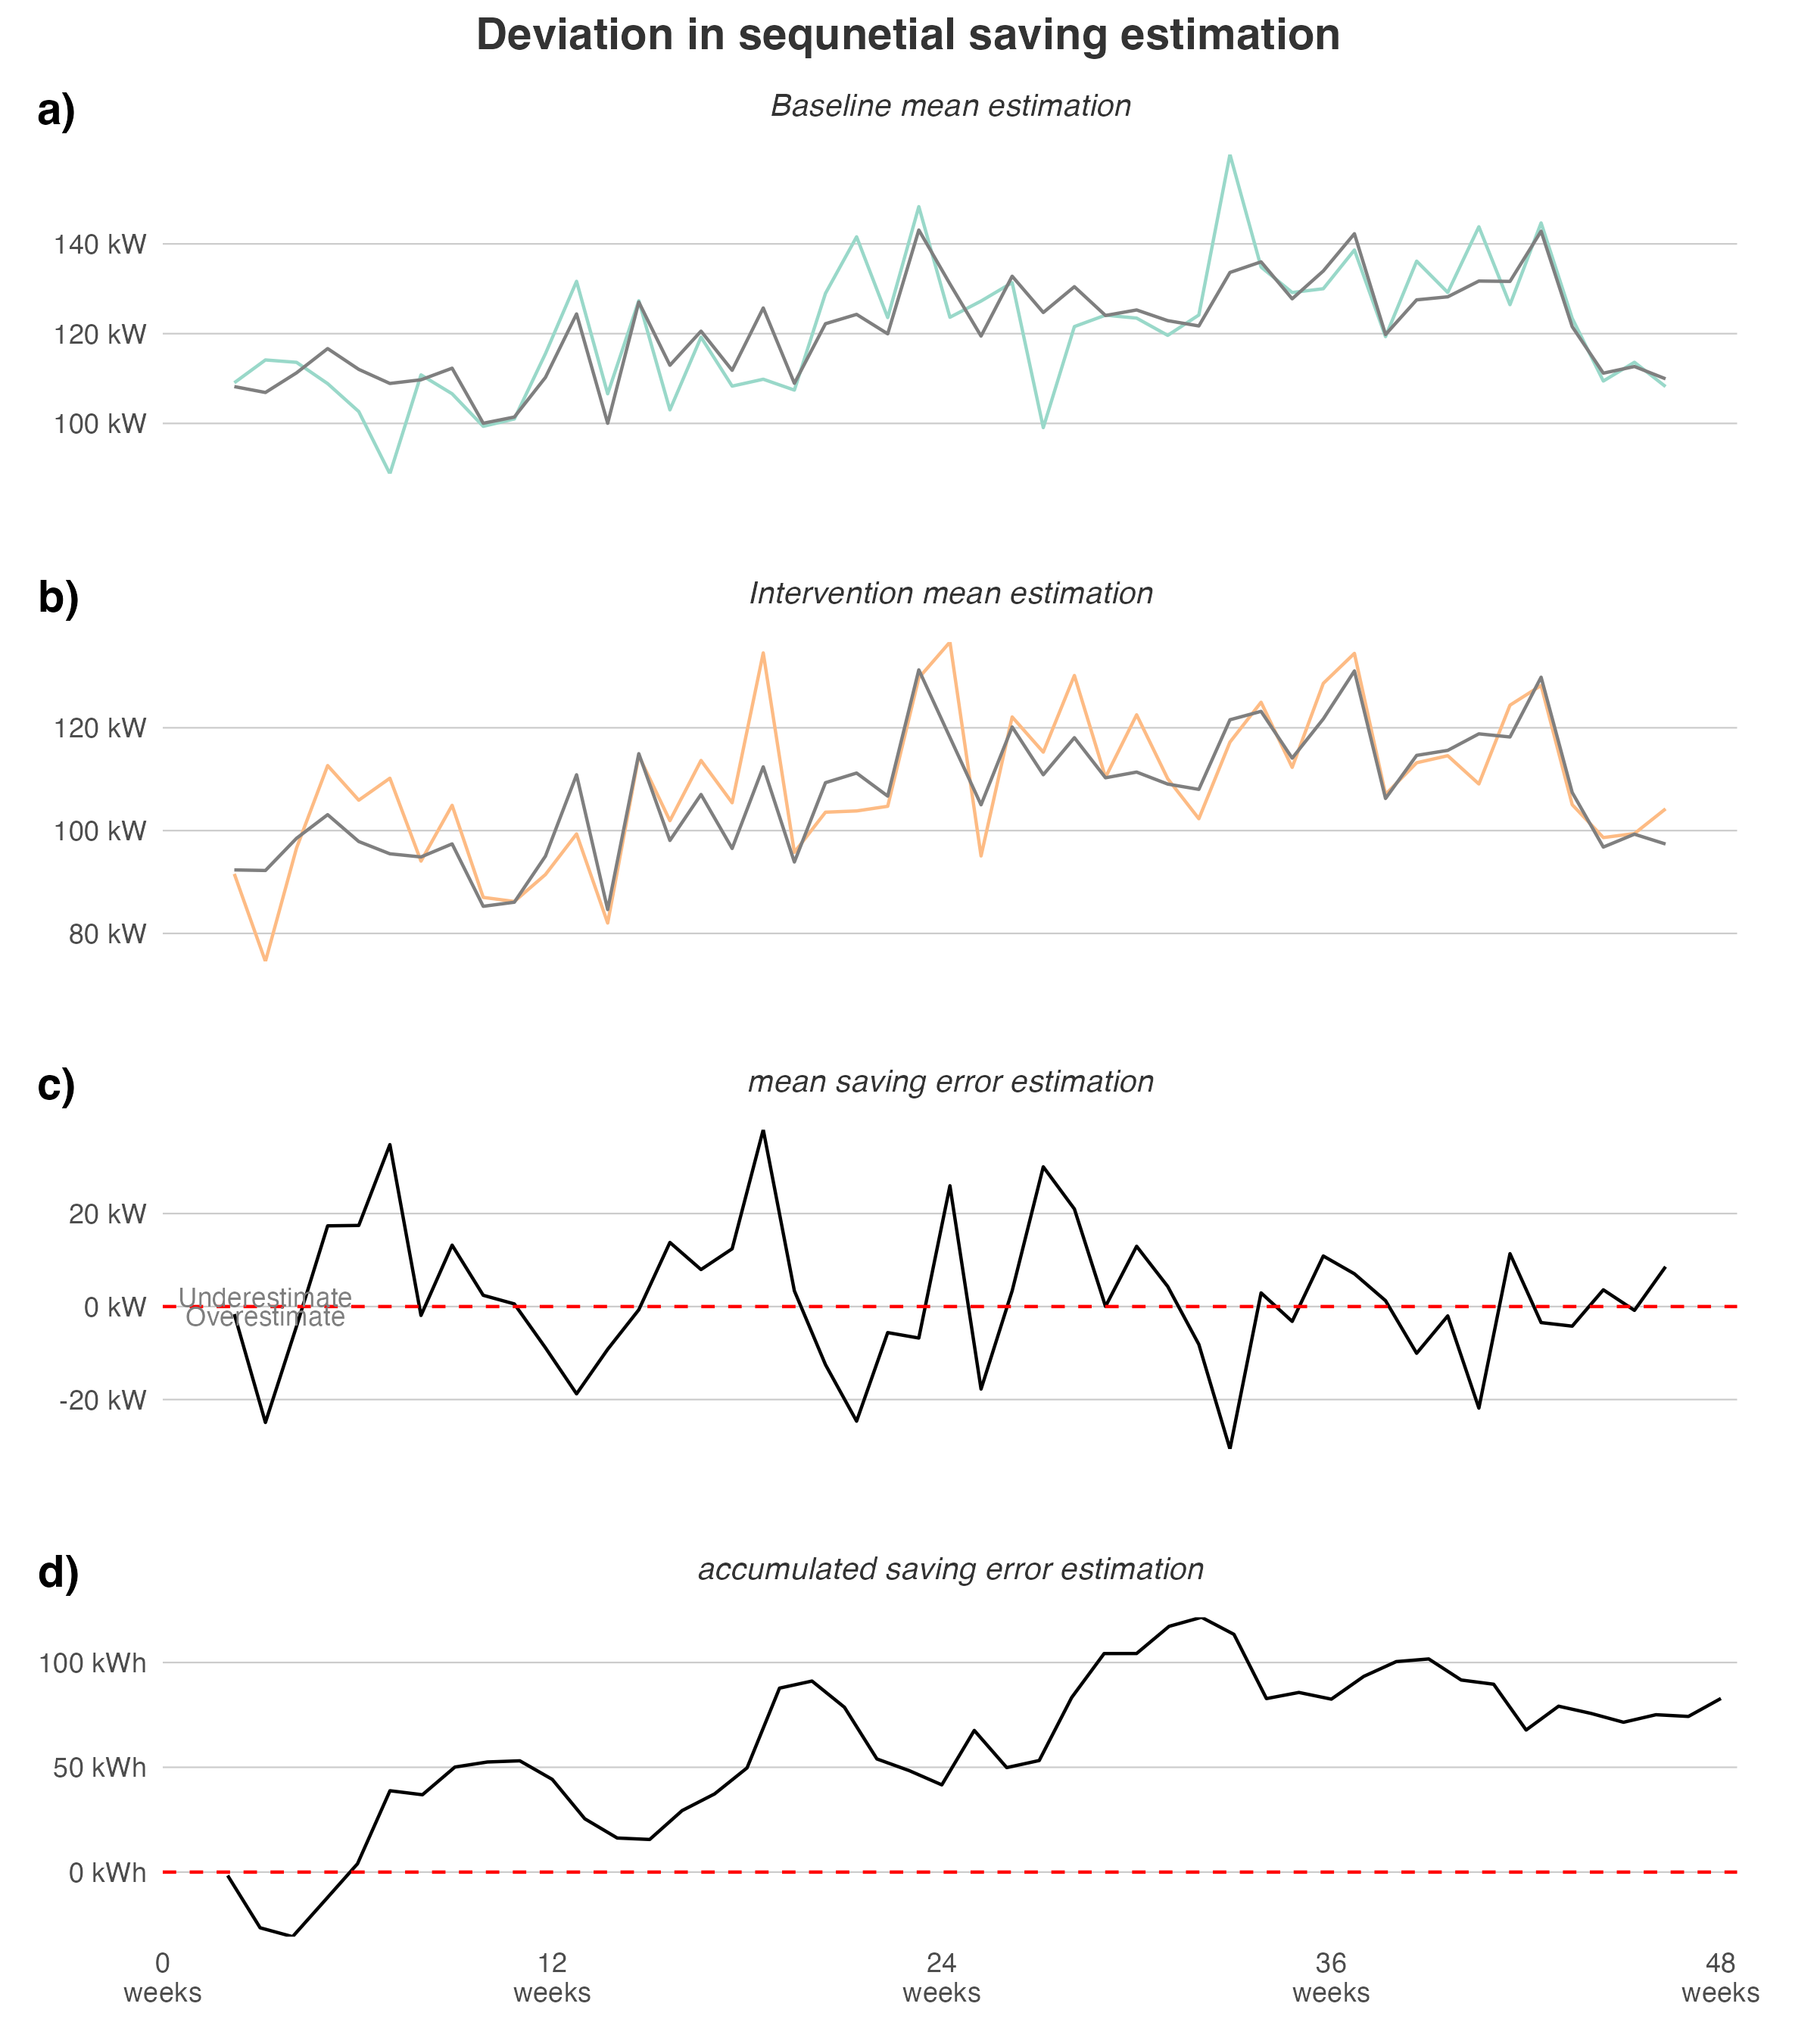 Deviation in sequnetial saving estimation
a)
Baseline mean estimation
140 kW
120 kW
100 kW
b)
Intervention mean estimation
120 kW
100 kW
80 kW
c)
mean saving error estimation
20 kW
Underestimate
0 kW
Overestimate
-20 kW
d)
accumulated saving error estimation
100 kWh
50 kWh
0 kWh
0 12 24 36 48
weeks weeks weeks weeks weeks